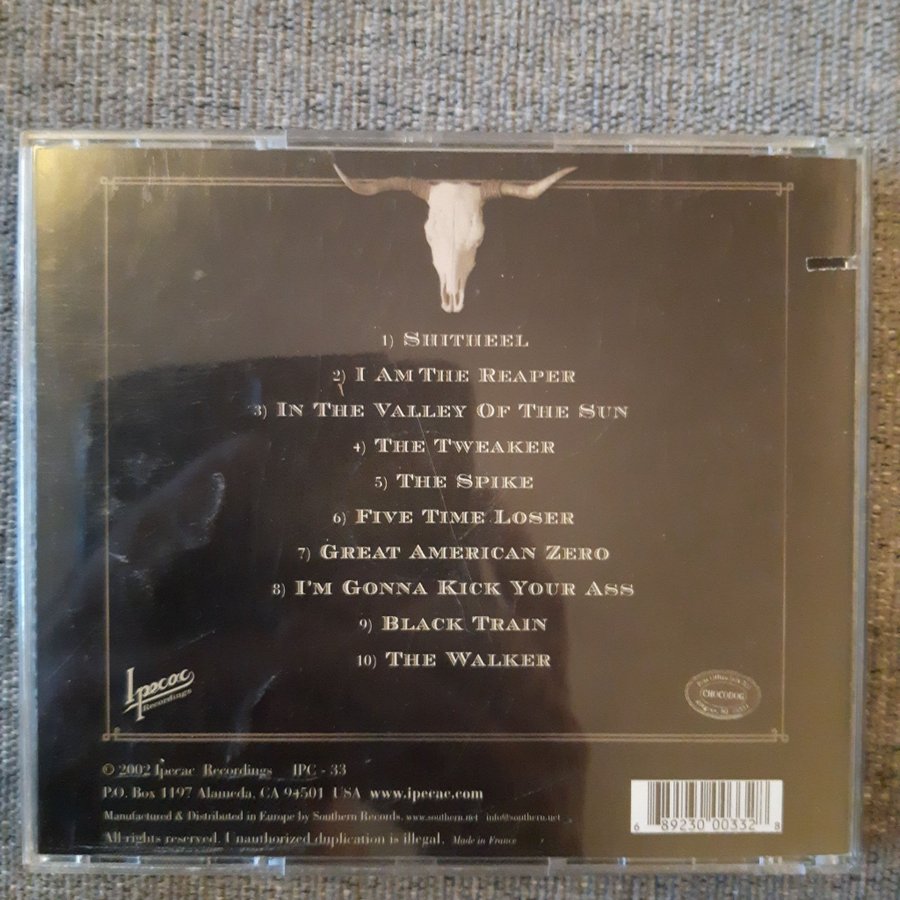 1) Shitheel
2) I Am The Reaper
3) In The Valley Of The Sun
4) The Tweaker
5) The Spike
6) Five Time Loser
7) Great American Zero
8) I'm Gonna Kick Your Ass
9) Black Train
10) The Walker
Ipecac
Recordings
CHOCODOG
© 2002 Ipecac Recordings IPC - 33
P.O. Box 1197 Alameda, CA 94501 USA www.ipecac.com
Manufactured & Distributed in Europe by Southern Records. www.southern.net info@southern.net
All rights reserved. Unauthorized duplication is illegal. Made in France
6 89230 00332 8